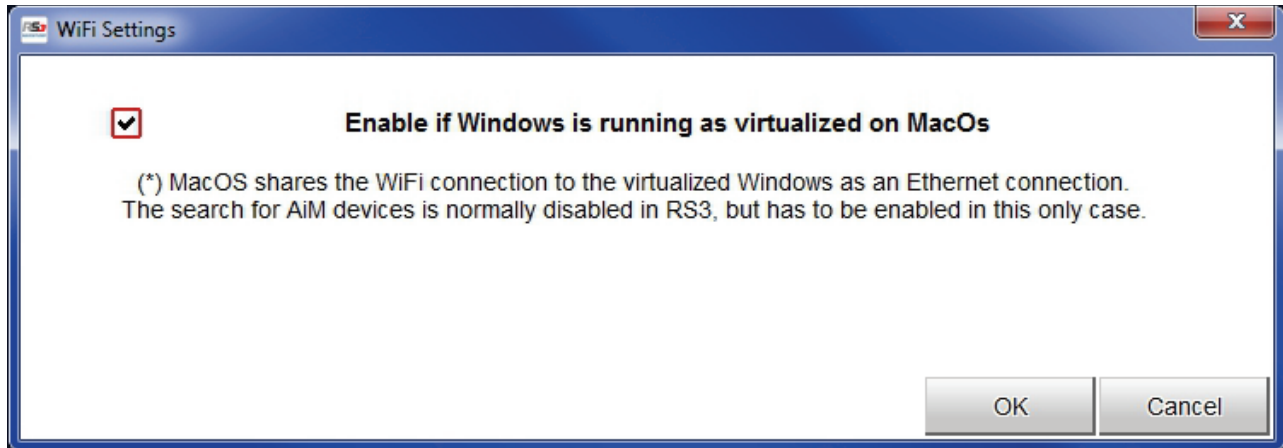 RS3 WiFi Settings
x
Enable if Windows is running as virtualized on MacOs
(*) MacOS shares the WiFi connection to the virtualized Windows as an Ethernet connection.
The search for AiM devices is normally disabled in RS3, but has to be enabled in this only case.
OK Cancel